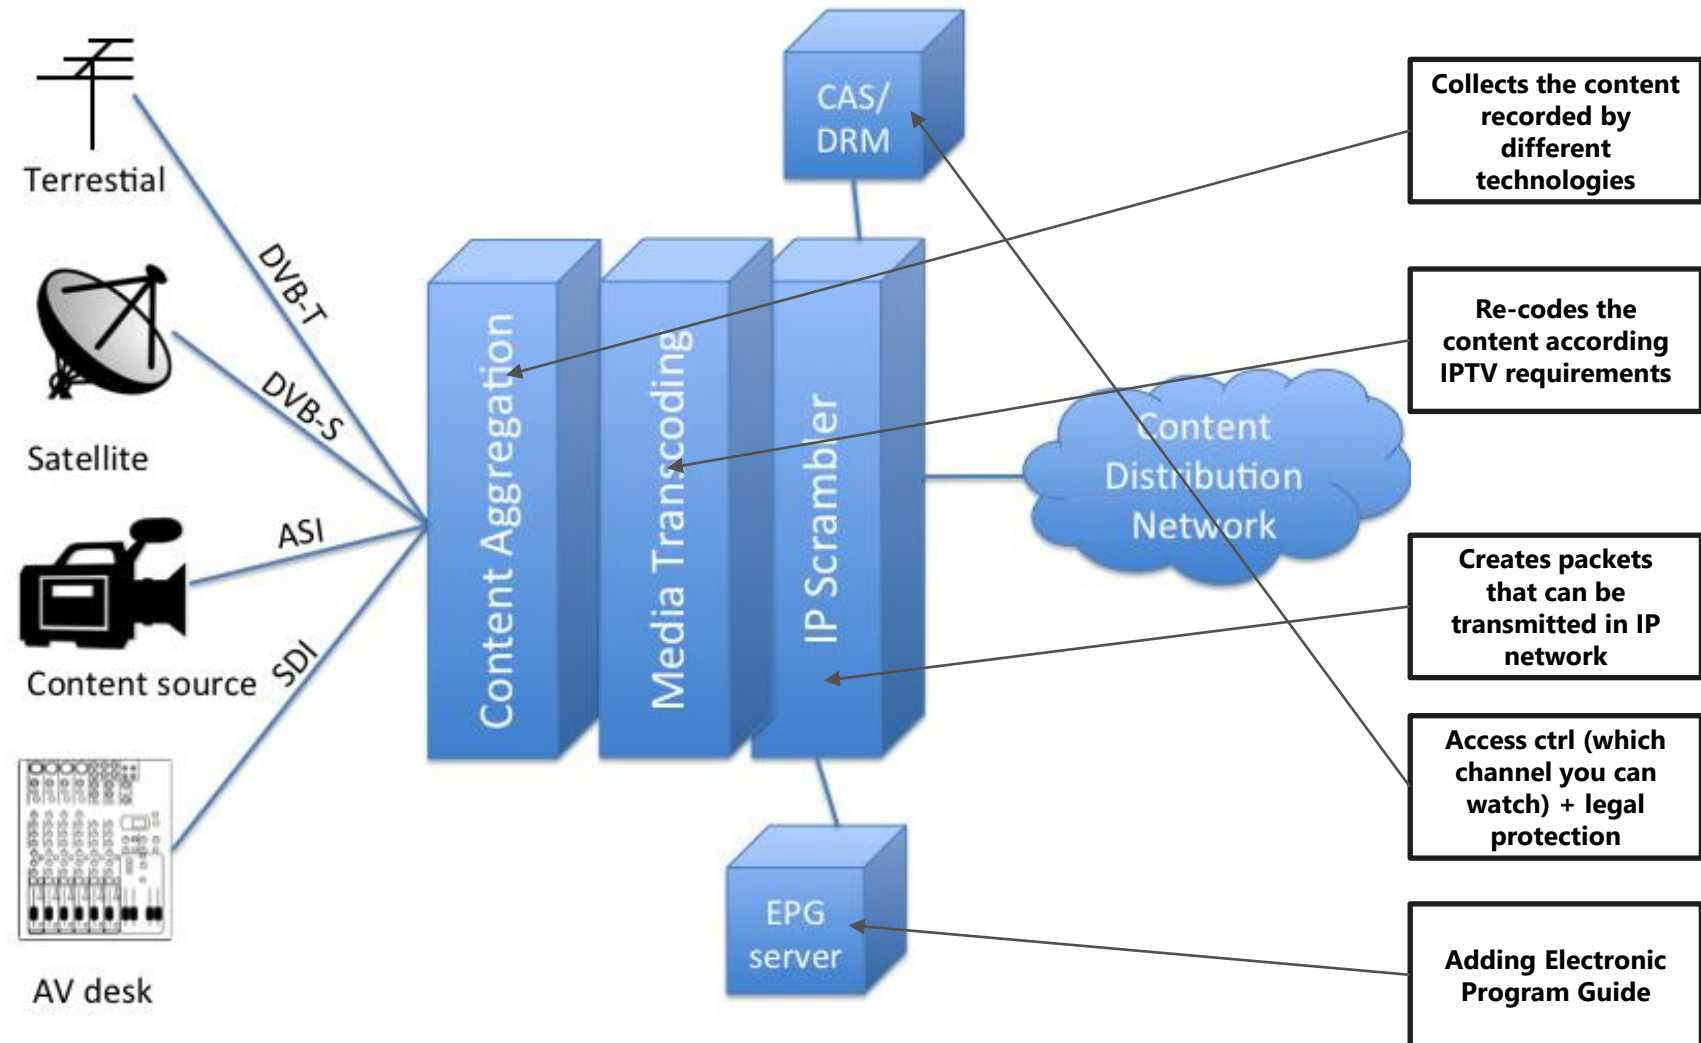 Terrestial
DVB-T
Satellite
DVB-S
Content source
ASI
AV desk
SDI
Content Aggregation
Media Transcoding
IP Scrambler
CAS/
DRM
EPG
server
Content
Distribution
Network
Collects the content
recorded by
different
technologies
Re-codes the
content according
IPTV requirements
Creates packets
that can be
transmitted in IP
network
Access ctrl (which
channel you can
watch) + legal
protection
Adding Electronic
Program Guide